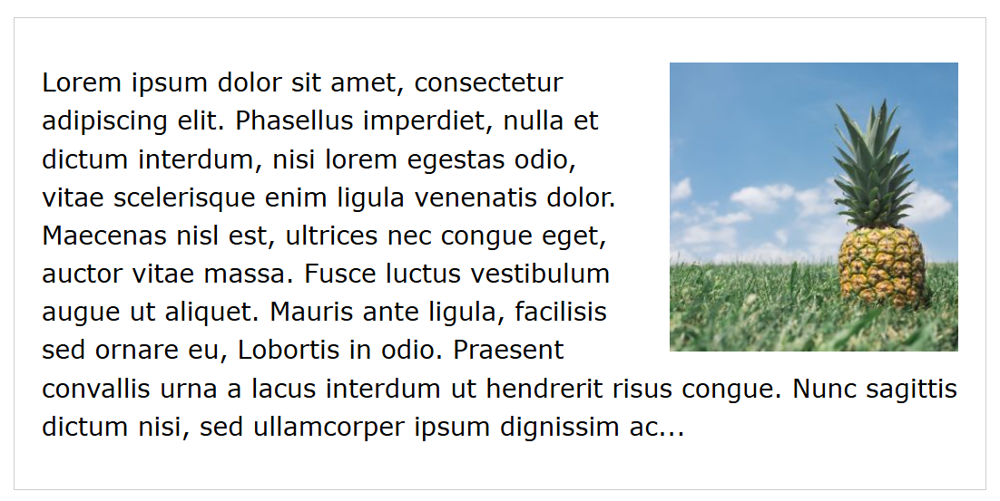 Lorem ipsum dolor sit amet, consectetur
adipiscing elit. Phasellus imperdiet, nulla et
dictum interdum, nisi lorem egestas odio,
vitae scelerisque enim ligula venenatis dolor.
Maecenas nisl est, ultrices nec congue eget,
auctor vitae massa. Fusce luctus vestibulum
augue ut aliquet. Mauris ante ligula, facilisis
sed ornare eu, Lobortis in odio. Praesent
convallis urna a lacus interdum ut hendrerit risus congue. Nunc sagittis
dictum nisi, sed ullamcorper ipsum dignissim ac...